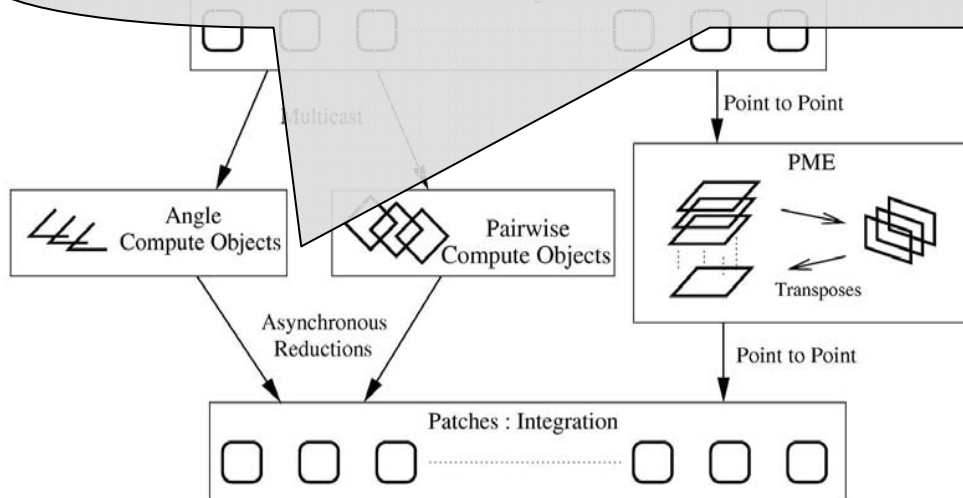 Multicast
Point to Point
PME
Angle
Compute Objects
Pairwise
Compute Objects
Transposes
Asynchronous
Reductions
Point to Point
Patches : Integration